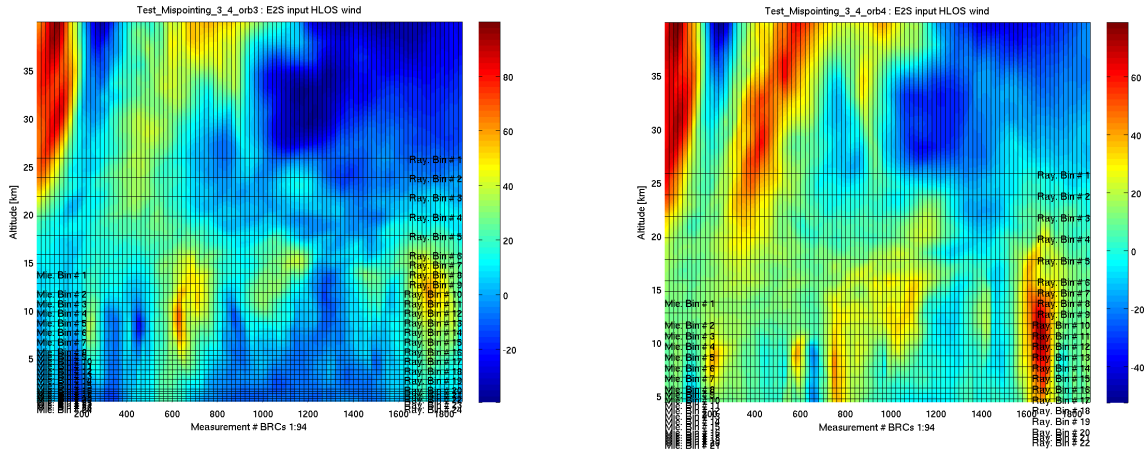 Test_Mispointing_3_4_orb3 : E2S input HLOS wind
Altitude [km]
35
30
25
20
15
10
5
Ray. Bin # 1
Ray. Bin # 2
Ray. Bin # 3
Ray. Bin # 4
Ray. Bin # 5
Ray. Bin # 6
Ray. Bin # 7
Ray. Bin # 8
Ray. Bin # 9
Ray. Bin # 10
Ray. Bin # 11
Ray. Bin # 12
Ray. Bin # 13
Ray. Bin # 14
Ray. Bin # 15
Ray. Bin # 16
Ray. Bin # 17
Ray. Bin # 18
Ray. Bin # 19
Ray. Bin # 24
Mie. Bin # 1
Mie. Bin # 2
Mie. Bin # 3
Mie. Bin # 4
Mie. Bin # 5
Mie. Bin # 6
Mie. Bin # 7
400
600
800
1000
1200
1400
Measurement # BRCs 1:94
80
60
40
20
0
-20
Test_Mispointing_3_4_orb4 : E2S input HLOS wind
Altitude [km]
35
30
25
20
15
10
5
Ray. Bin # 1
Ray. Bin # 2
Ray. Bin # 3
Ray. Bin # 4
Ray. Bin # 5
Ray. Bin # 6
Ray. Bin # 7
Ray. Bin # 8
Ray. Bin # 9
Ray. Bin # 10
Ray. Bin # 11
Ray. Bin # 12
Ray. Bin # 13
Ray. Bin # 14
Ray. Bin # 15
Ray. Bin # 16
Ray. Bin # 17
Ray. Bin # 18
Ray. Bin # 19
Ray. Bin # 20
Ray. Bin # 21
Ray. Bin # 22
Mie. Bin # 1
Mie. Bin # 2
Mie. Bin # 3
Mie. Bin # 4
Mie. Bin # 5
Mie. Bin # 6
Mie. Bin # 7
400
600
800
1000
1200
1400
1600
1800
Measurement # BRCs 1:94
60
40
20
0
-20
-40